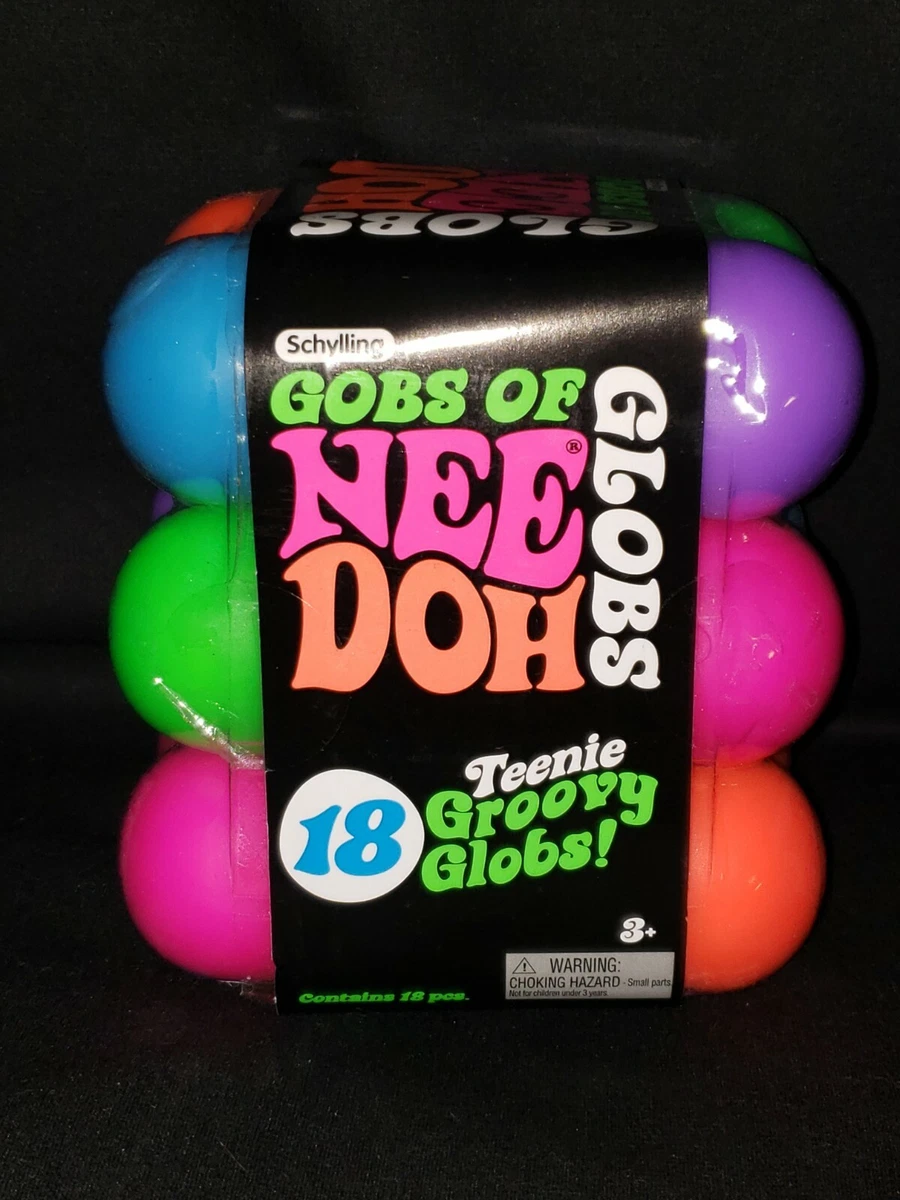 GLOBS
Schylling
GOBS OF
NEE®
DOH
GLOBS
18
Teenie
Groovy
Globs!
3+
WARNING:
CHOKING HAZARD - Small parts
Not for children under 3 years
Contains 18 pcs.